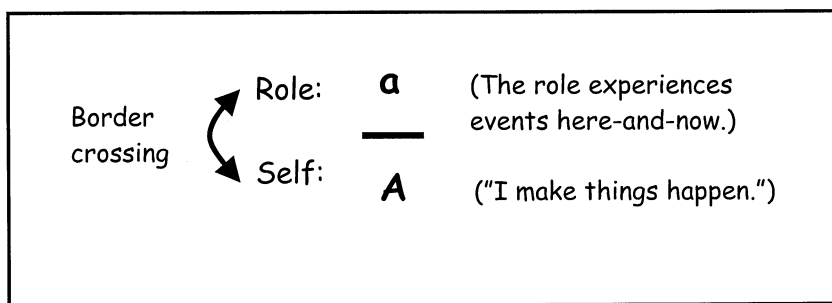 Border
crossing
Role: a (The role experiences
events here-and-now.)
Self: A ("I make things happen.")